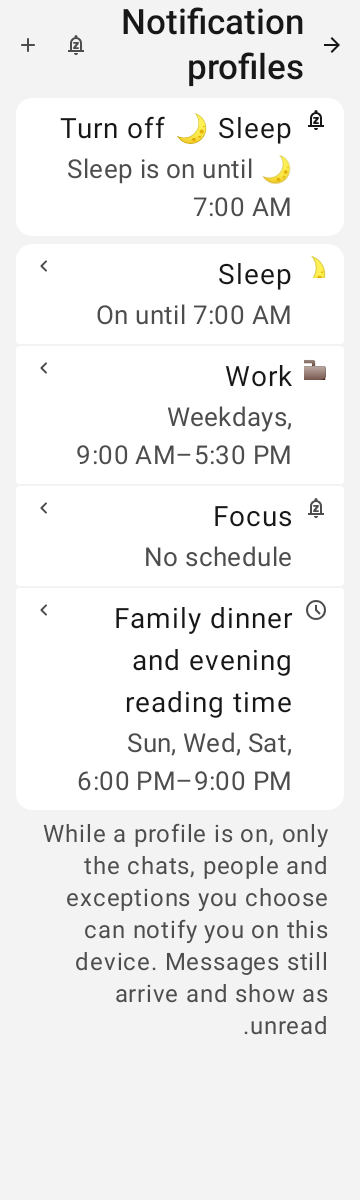 Notification
profiles
Turn off 🌙 Sleep
Sleep is on until 🌙
7:00 AM
Sleep
On until 7:00 AM
Work
Weekdays,
9:00 AM–5:30 PM
Focus
No schedule
Family dinner
and evening
reading time
Sun, Wed, Sat,
6:00 PM–9:00 PM
While a profile is on, only
the chats, people and
exceptions you choose
can notify you on this
device. Messages still
arrive and show as
.unread